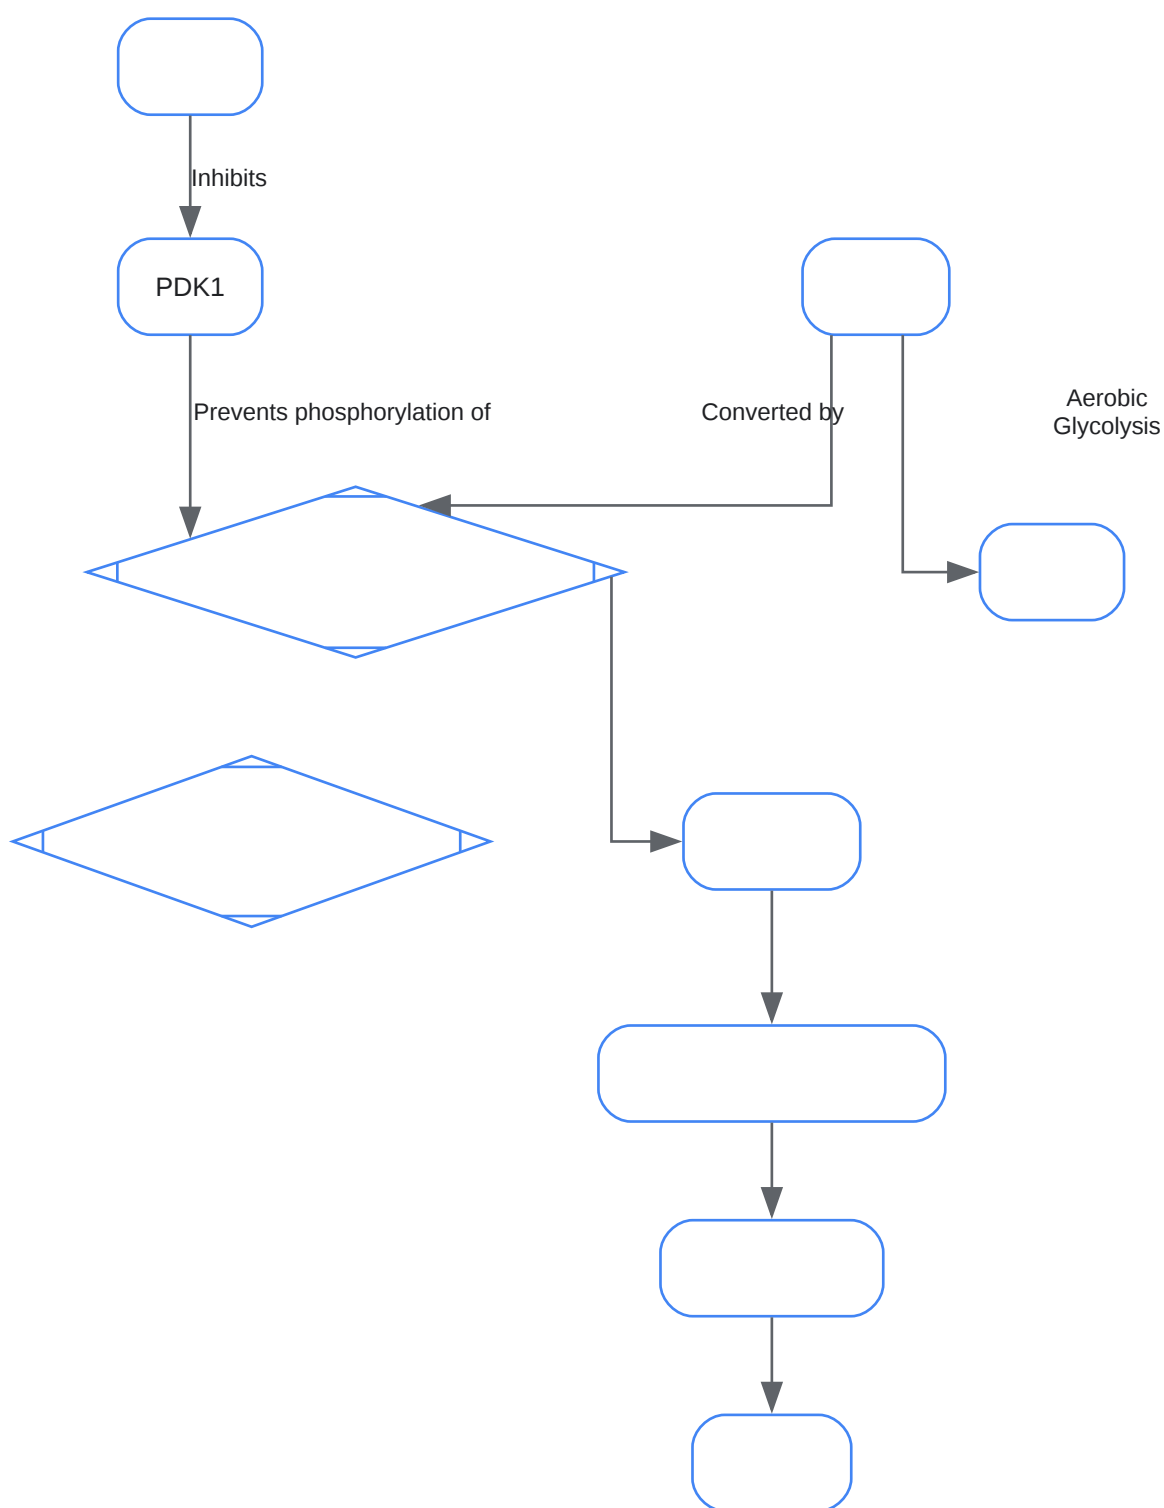 Inhibits
PDK1
Prevents phosphorylation of
Converted by
Aerobic
Glycolysis